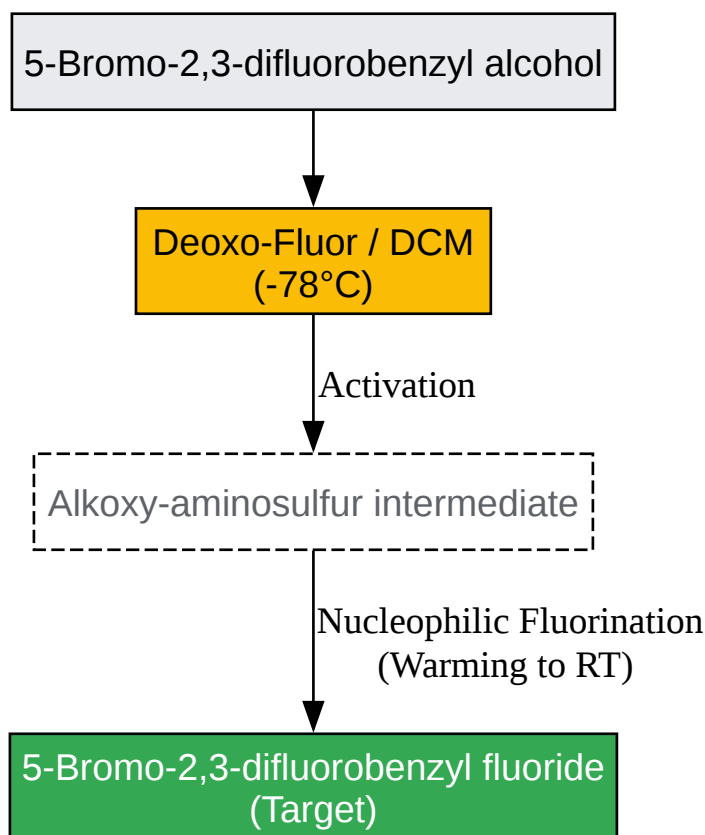 5-Bromo-2,3-difluorobenzyl alcohol
Deoxo-Fluor / DCM
(-78°C)
Activation
Alkoxy-aminosulfur intermediate
Nucleophilic Fluorination
(Warming to RT)
5-Bromo-2,3-difluorobenzyl fluoride
(Target)